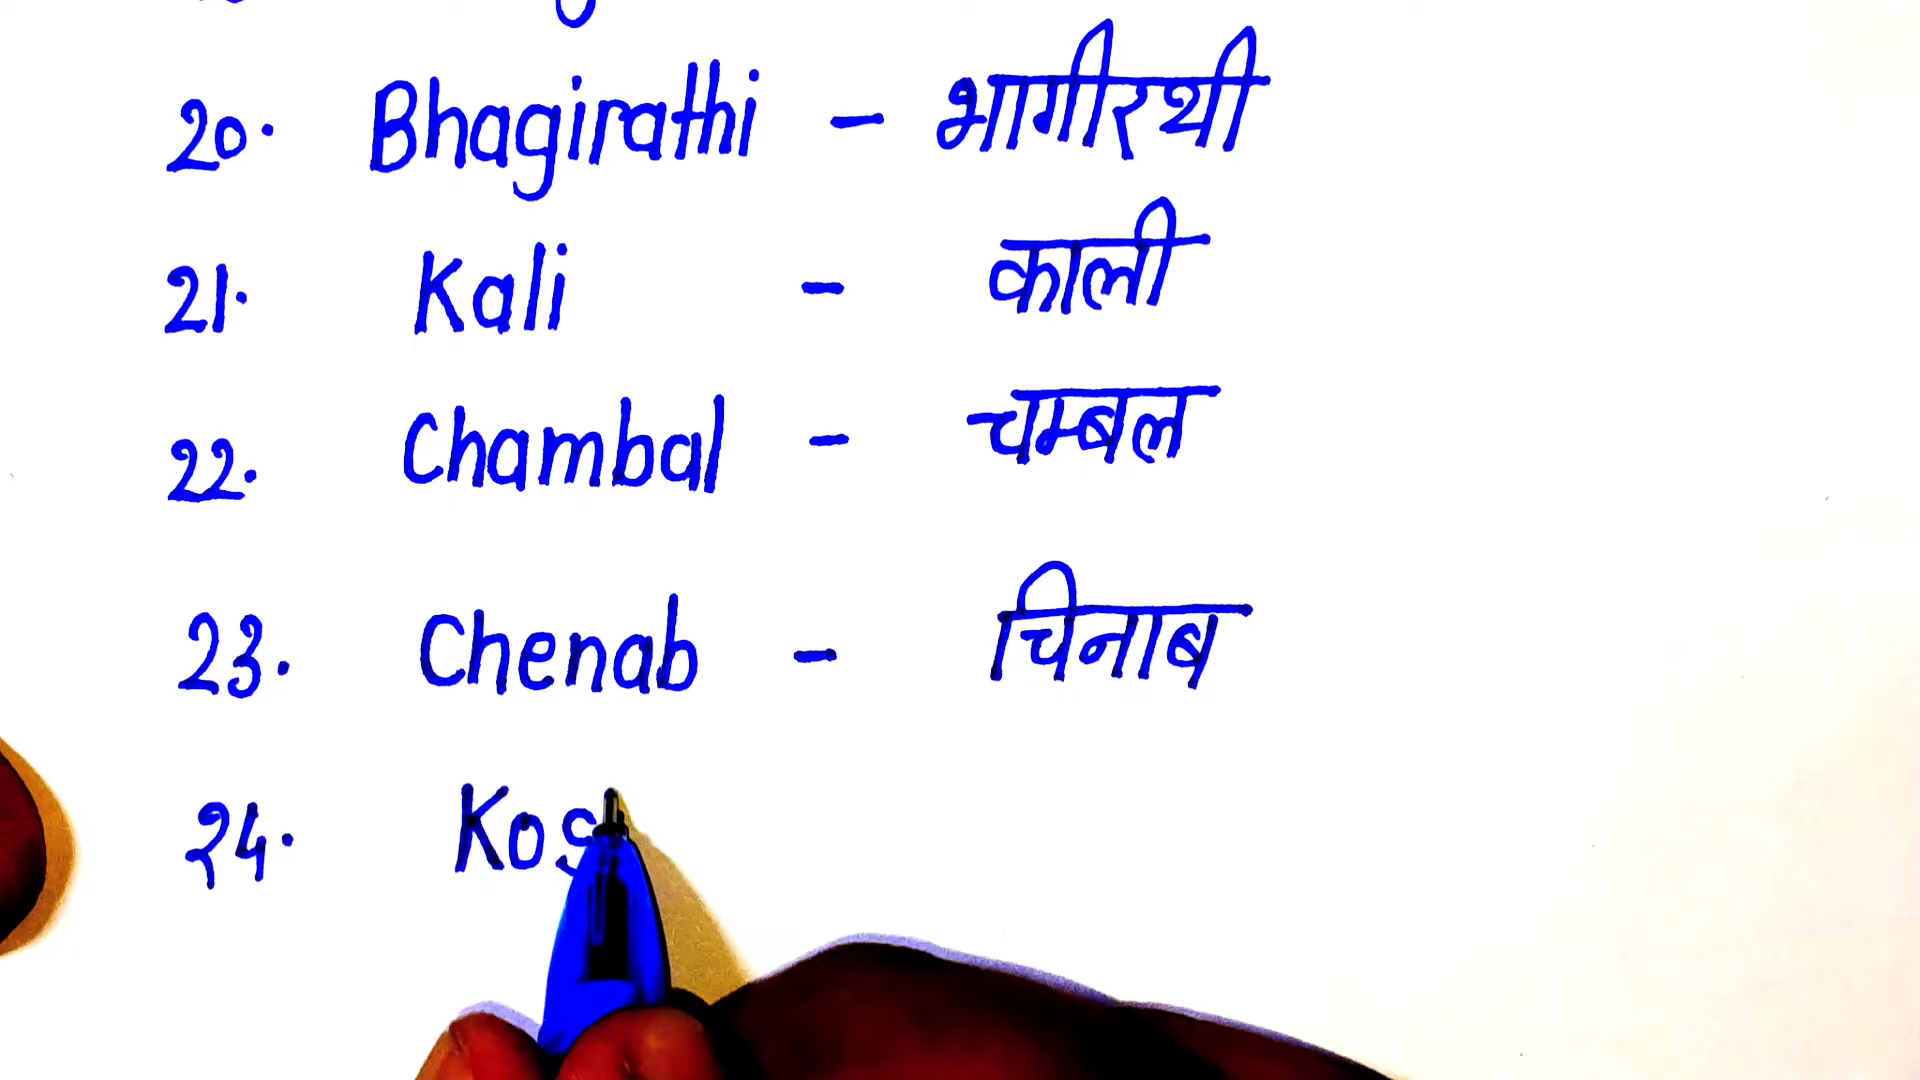 20. Bhagirathi - भागीरथी
21. Kali - काली
22. Chambal - चम्बल
23. Chenab - चिनाब
24. Kos